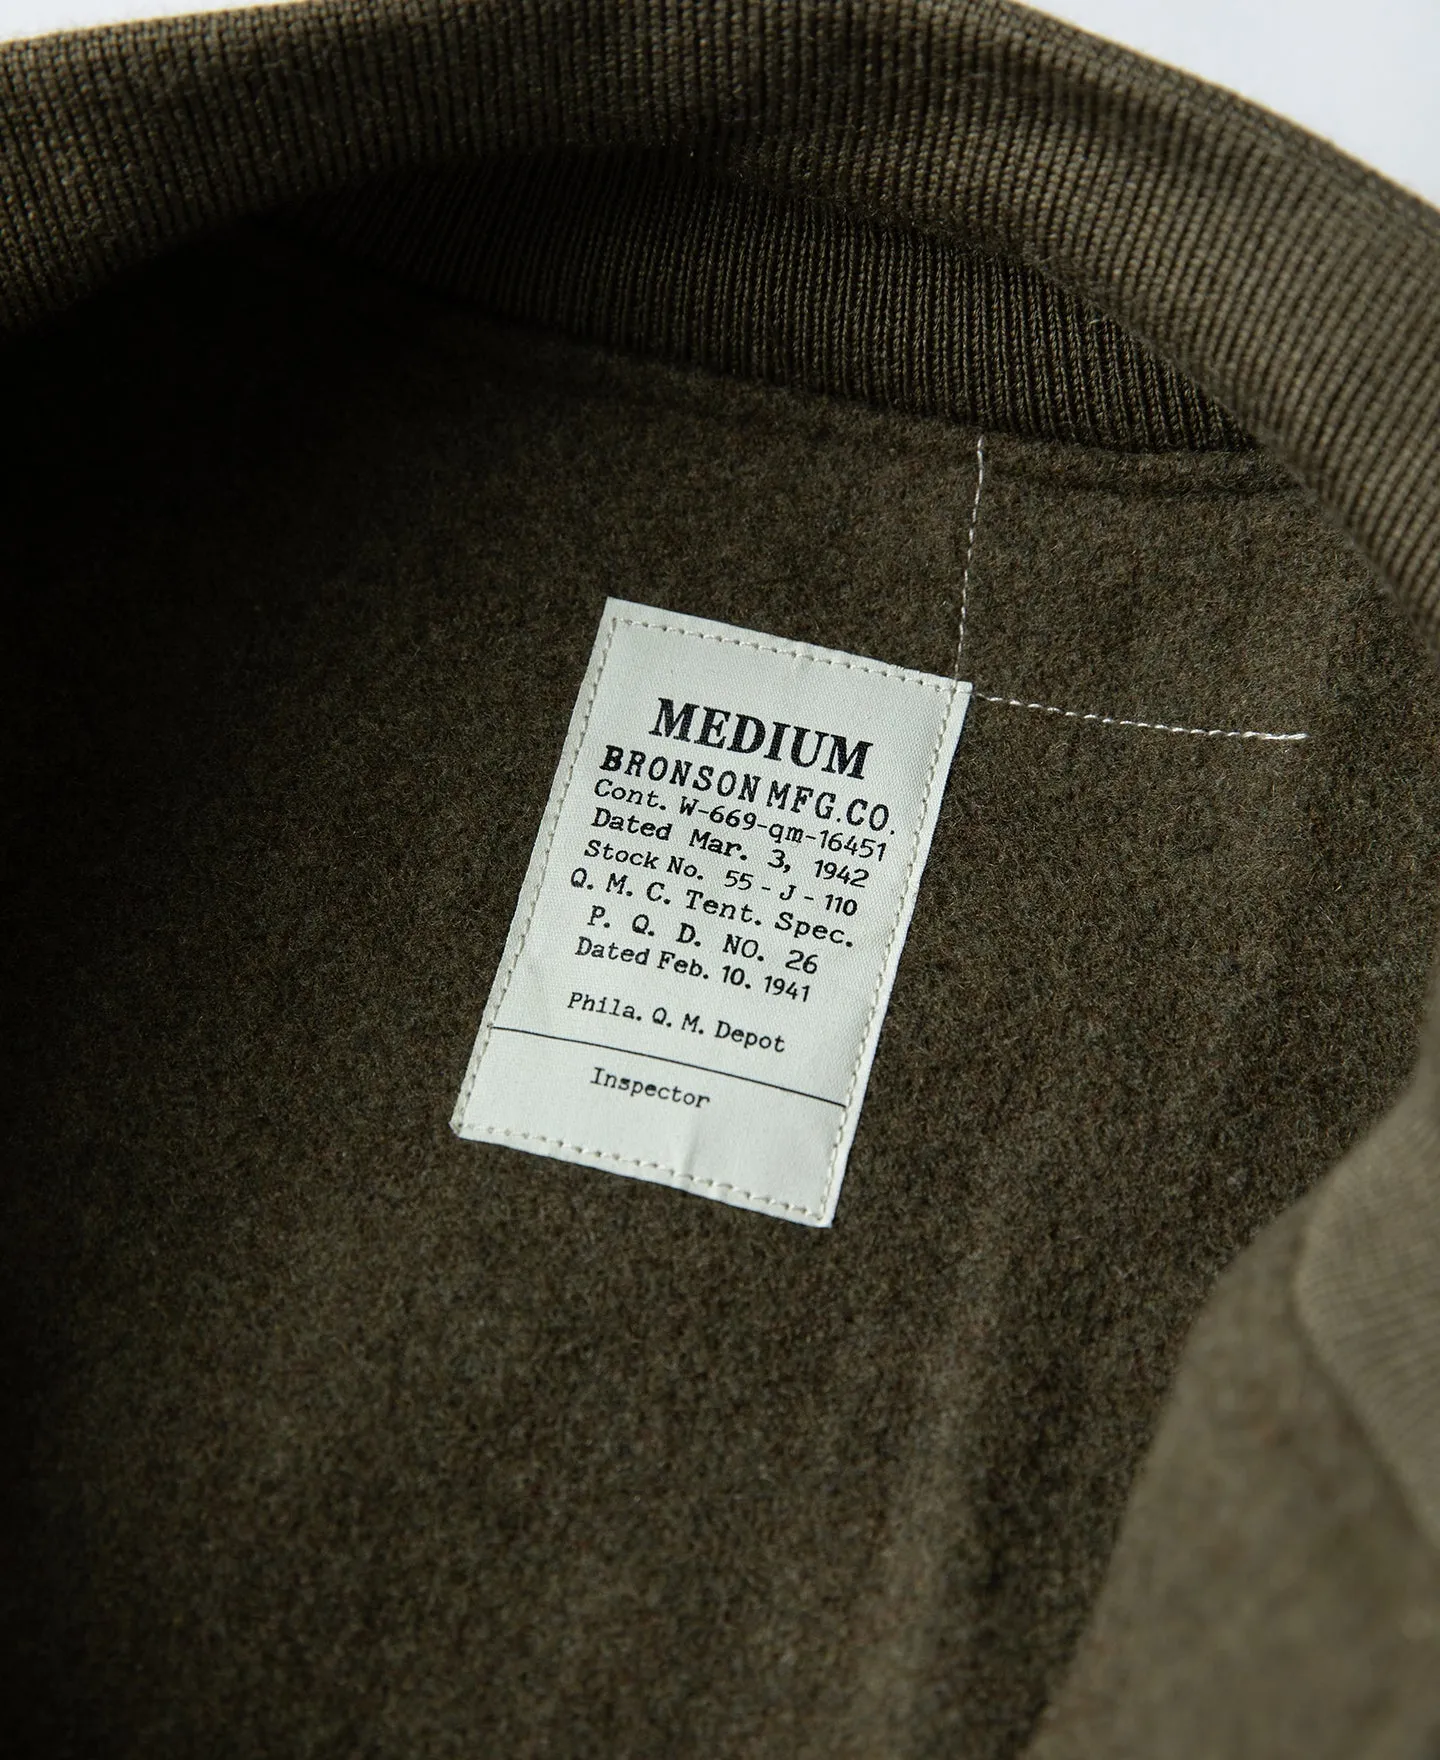 MEDIUM
BRONSON MFG.CO.
Cont. W-669-qm-16451
Dated Mar. 3, 1942
Stock No. 55 - J - 110
Q. M. C. Tent. Spec.
P. Q. D. NO. 26
Dated Feb. 10. 1941
Phila. Q. M. Depot
Inspector